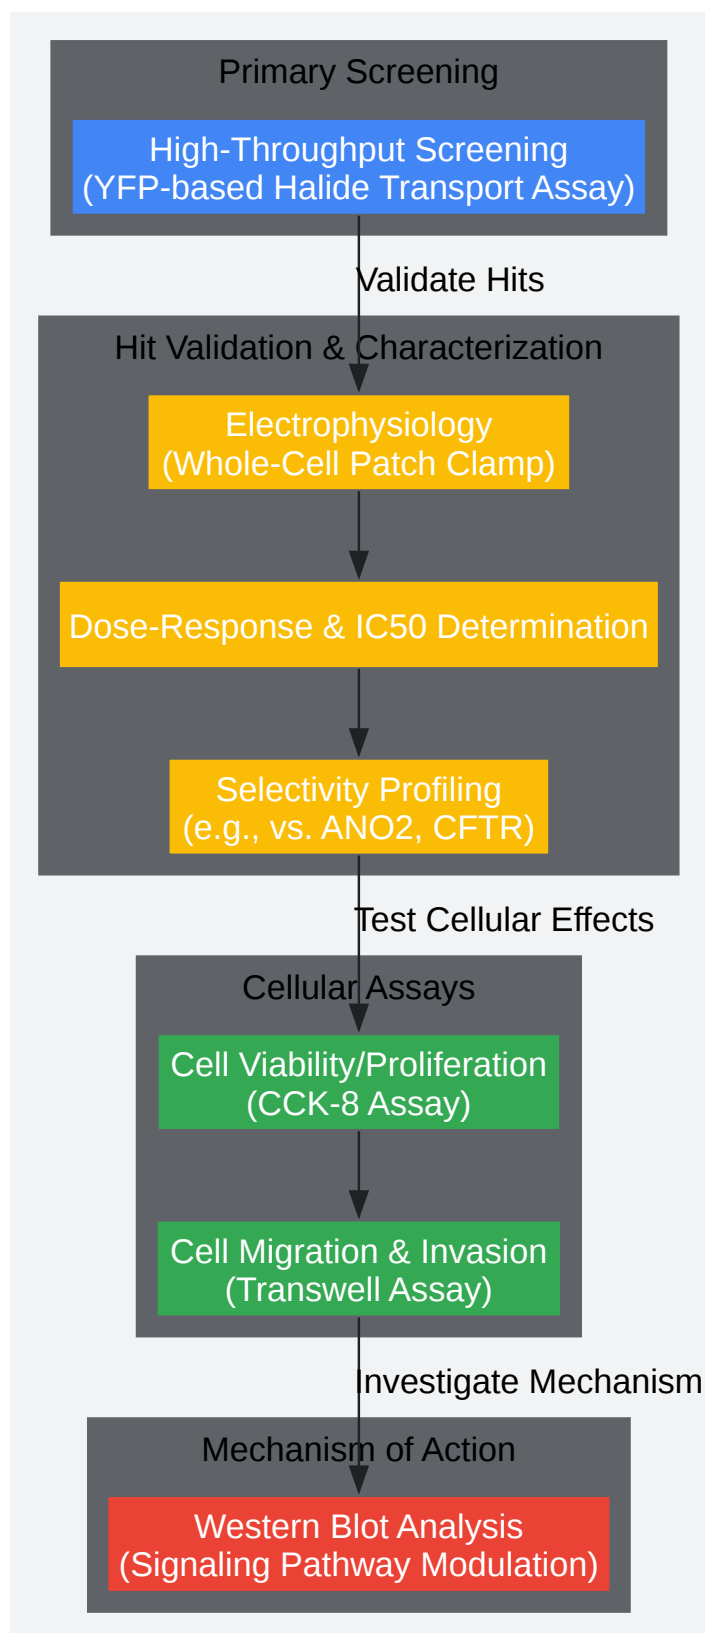 Primary Screening
High-Throughput Screening
(YFP-based Halide Transport Assay)
Validate Hits
Hit Validation & Characterization
Electrophysiology
(Whole-Cell Patch Clamp)
Dose-Response & IC50 Determination
Selectivity Profiling
(e.g., vs. ANO2, CFTR)
Test Cellular Effects
Cellular Assays
Cell Viability/Proliferation
(CCK-8 Assay)
Cell Migration & Invasion
(Transwell Assay)
Investigate Mechanism
Mechanism of Action
Western Blot Analysis
(Signaling Pathway Modulation)